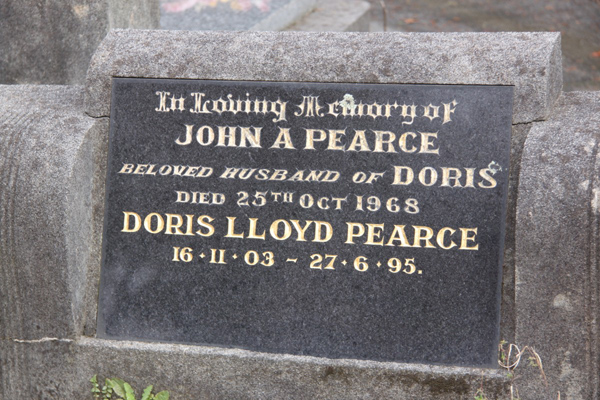 In Loving Memory of
JOHN A PEARCE
BELOVED HUSBAND OF DORIS
DIED 25TH OCT 1968
DORIS LLOYD PEARCE
16·11·03 - 27·6·95.